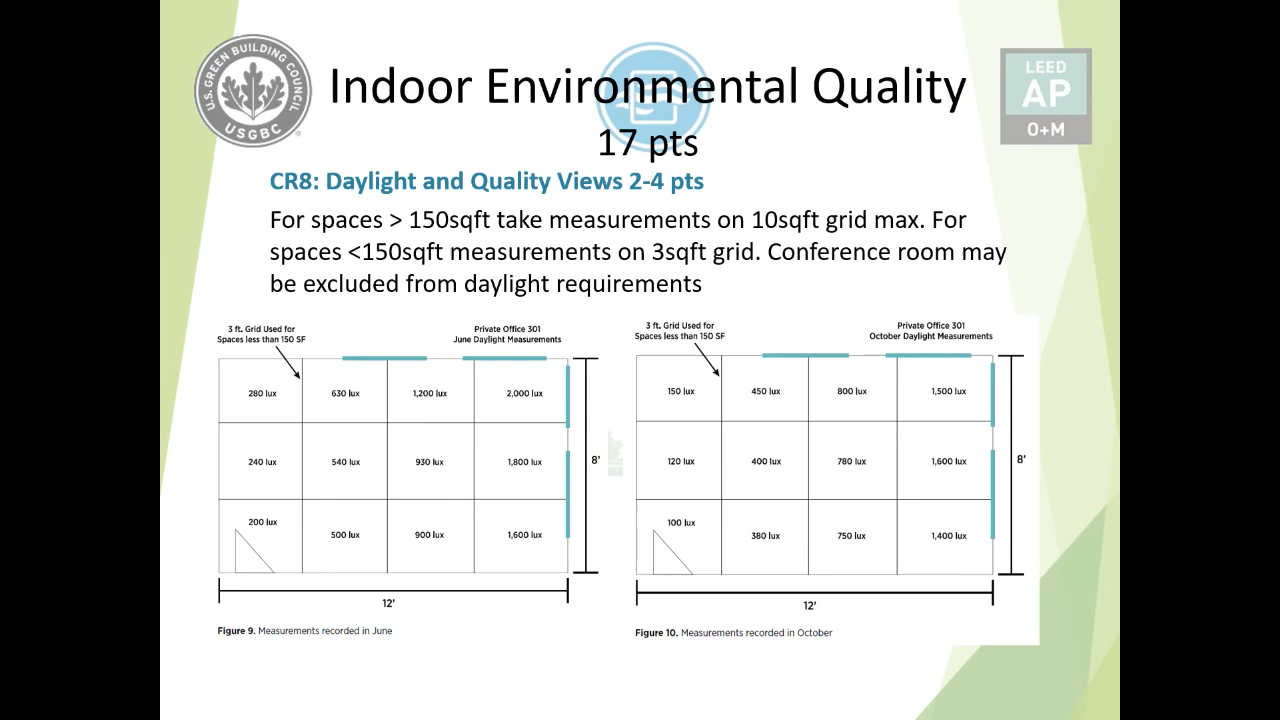 U.S. GREEN BUILDING COUNCIL
USGBC
Indoor Environmental Quality
17 pts
LEED
AP
O+M
CR8: Daylight and Quality Views 2-4 pts
For spaces > 150sqft take measurements on 10sqft grid max. For
spaces <150sqft measurements on 3sqft grid. Conference room may
be excluded from daylight requirements
3 ft. Grid Used for
Spaces less than 150 SF
Private Office 301
June Daylight Measurements
280 lux 630 lux 1,200 lux 2,000 lux
240 lux 540 lux 930 lux 1,800 lux
200 lux 500 lux 900 lux 1,600 lux
8'
12'
Figure 9. Measurements recorded in June
3 ft. Grid Used for
Spaces less than 150 SF
Private Office 301
October Daylight Measurements
150 lux 450 lux 800 lux 1,500 lux
120 lux 400 lux 780 lux 1,600 lux
100 lux 380 lux 750 lux 1,400 lux
8'
12'
Figure 10. Measurements recorded in October